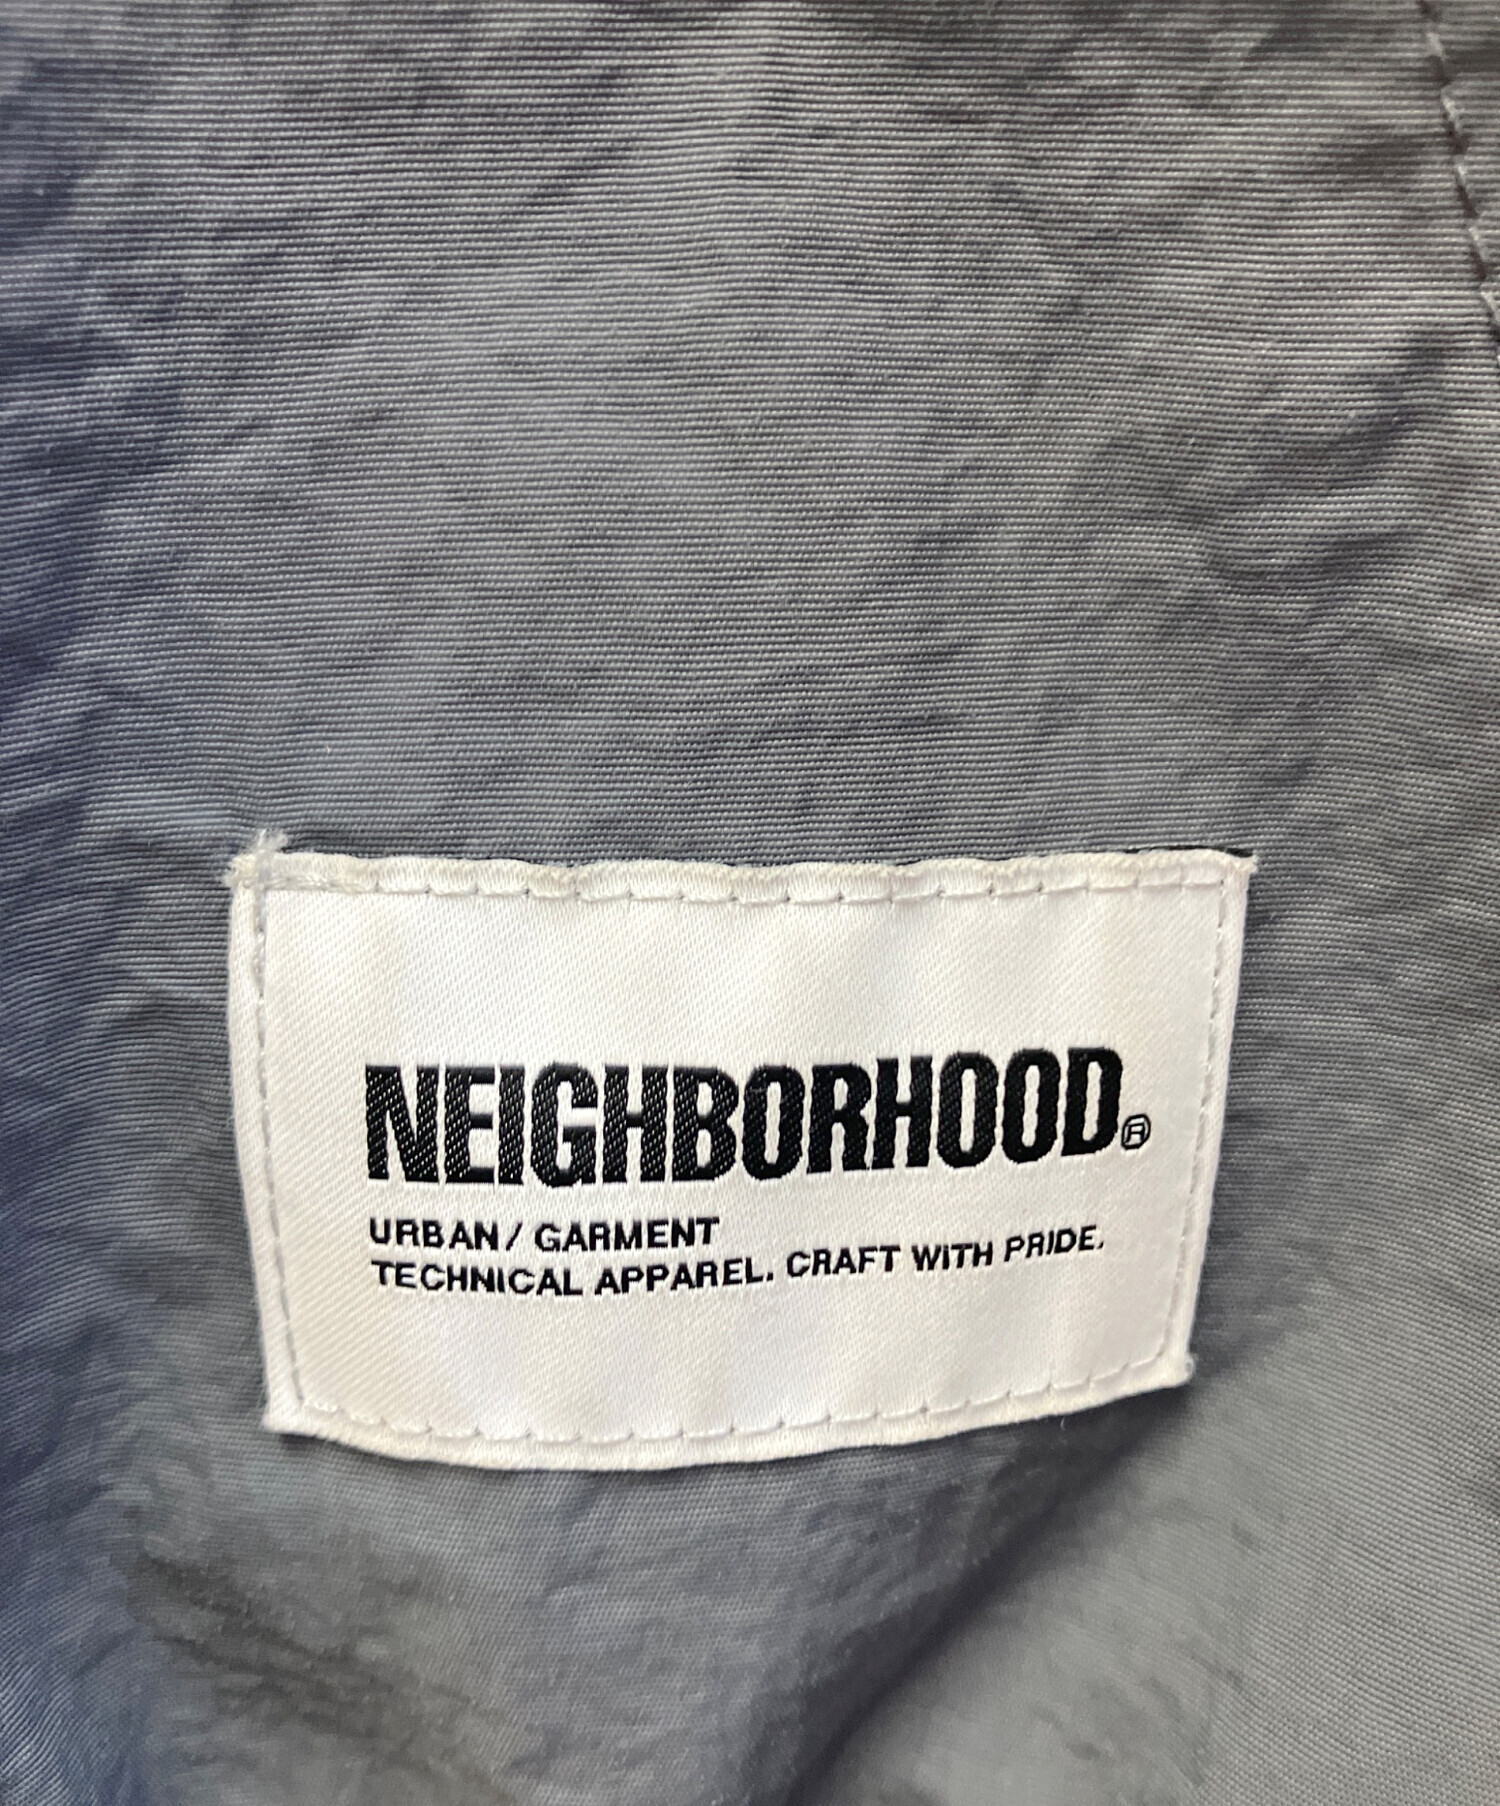 NEIGHBORHOOD®
URBAN/ GARMENT
TECHNICAL APPAREL. CRAFT WITH PRIDE.